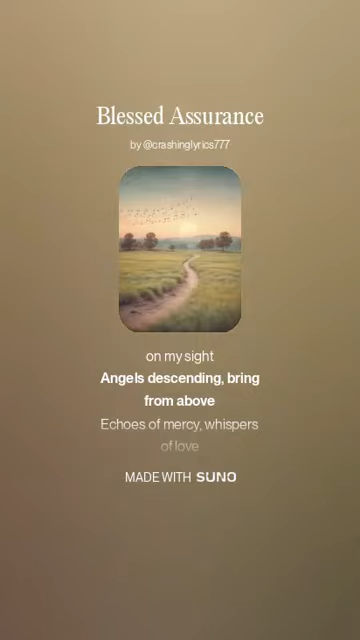 Blessed Assurance
by @crashinglyrics777
on my sight
Angels descending, bring
from above
Echoes of mercy, whispers
of love
MADE WITH SUNO